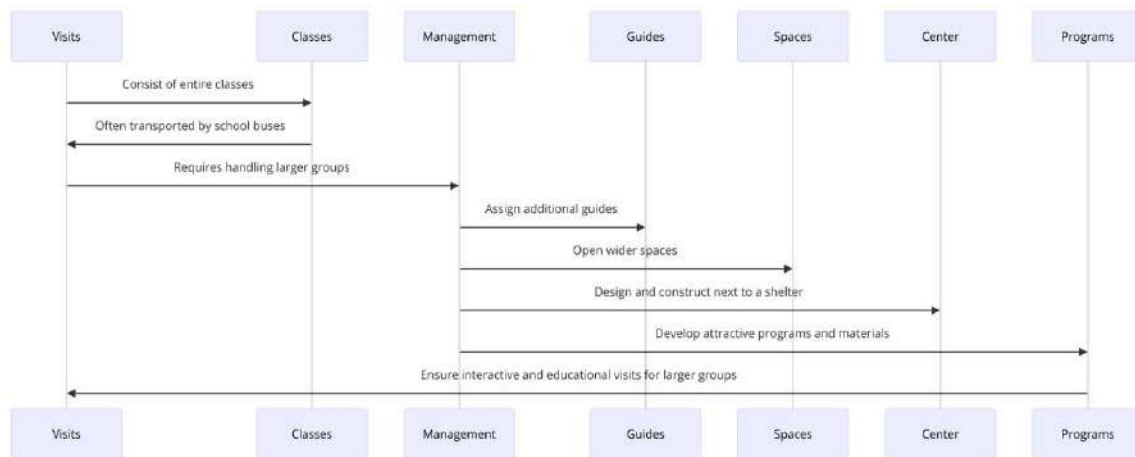 Visits
Classes
Management
Guides
Spaces
Center
Programs
Consist of entire classes
Often transported by school buses
Requires handling larger groups
Assign additional guides
Open wider spaces
Design and construct next to a shelter
Develop attractive programs and materials
Ensure interactive and educational visits for larger groups
Visits
Classes
Management
Guides
Spaces
Center
Programs